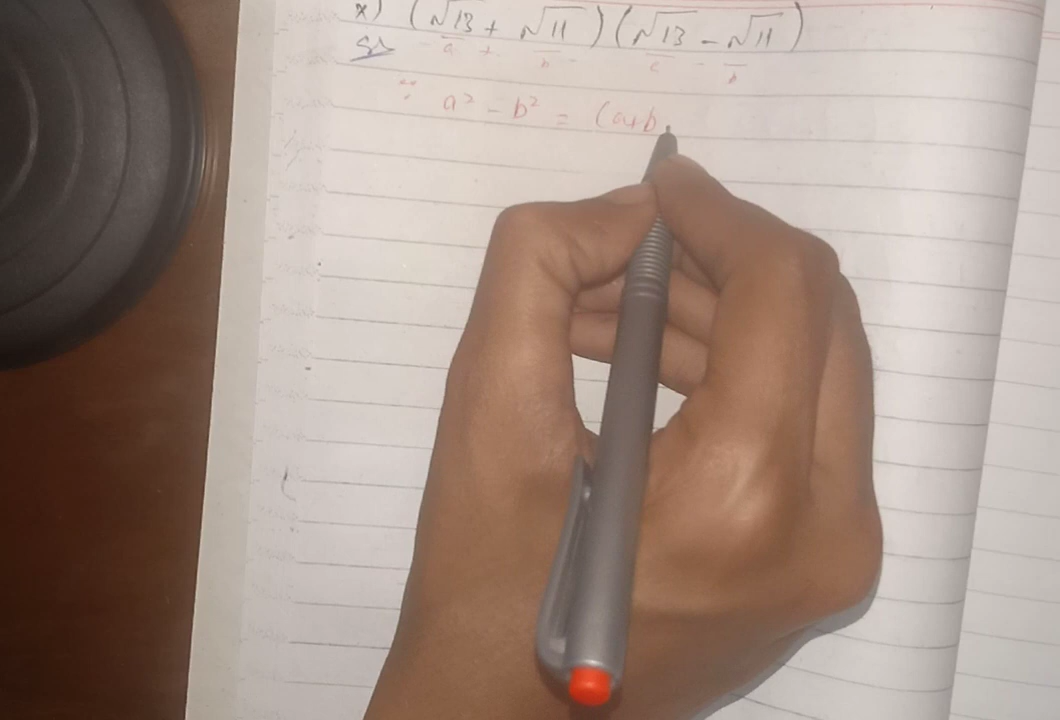 x) (√13 + √11) (√13 - √11)
Sol
a + b - a - b
∵ a² - b² = (a+b